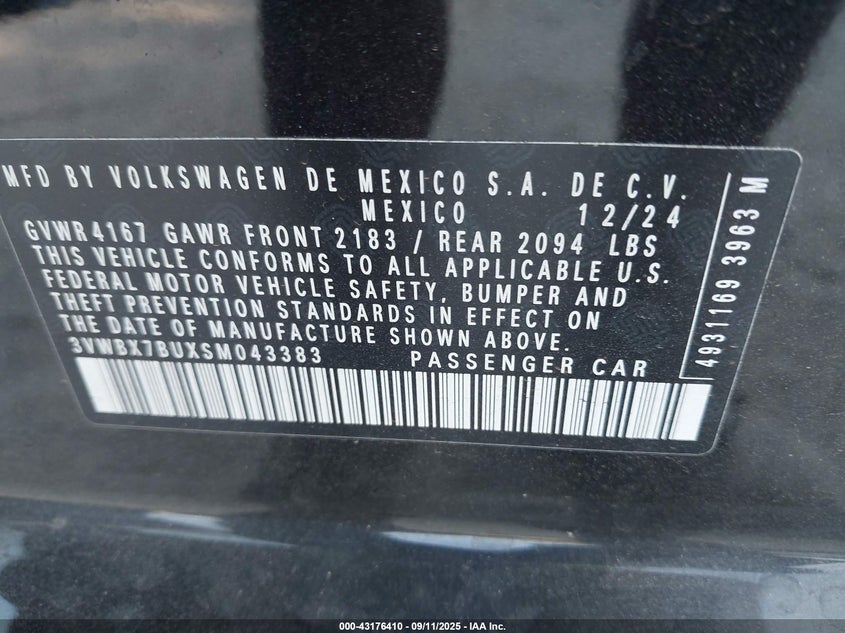 MFD BY VOLKSWAGEN DE MEXICO S.A. DE C.V.
MEXICO 12/24
GVWR 4167 GAWR FRONT 2183 / REAR 2094 LBS
THIS VEHICLE CONFORMS TO ALL APPLICABLE U.S.
FEDERAL MOTOR VEHICLE SAFETY, BUMPER AND
THEFT PREVENTION STANDARDS IN EFFECT ON
THE DATE OF MANUFACTURE SHOWN ABOVE.
3VWBX7BUXSM043383 PASSENGER CAR
4931169 3963 M
000-43176410 - 09/11/2025 - IAA Inc.